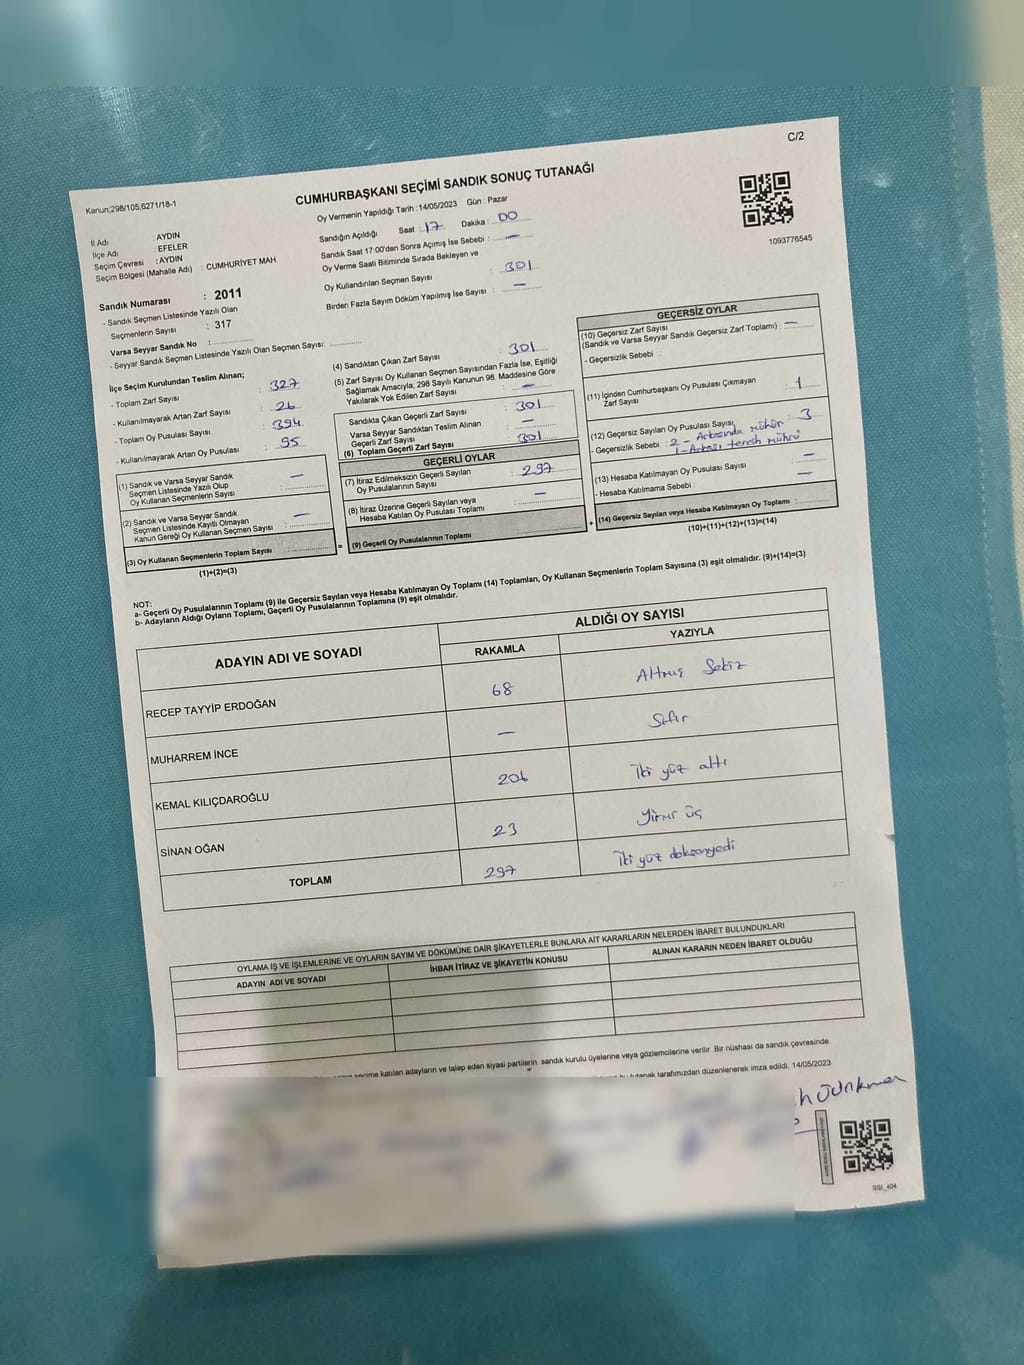 C/2
CUMHURBAŞKANI SEÇİMİ SANDIK SONUÇ TUTANAĞI
Kanun;298/105;6271/18-1
Oy Vermenin Yapıldığı Tarih : 14/05/2023 Gün : Pazar
İl Adı : AYDIN
İlçe Adı : EFELER
Seçim Çevresi : AYDIN
Seçim Bölgesi (Mahalle Adı) : CUMHURİYET MAH.
Sandık Numarası : 2011
- Sandık Seçmen Listesinde Yazılı Olan
Seçmenlerin Sayısı : 317
Varsa Seyyar Sandık No :
- Seyyar Sandık Seçmen Listesinde Yazılı Olan Seçmen Sayısı:
Sandığın Açıldığı Saat : 17 Dakika : 00
Sandık Saat 17:00'den Sonra Açımış İse Sebebi : —
Oy Verme Saati Bitiminde Sırada Bekleyen ve
Oy Kullandırılan Seçmen Sayısı : 301
Birden Fazla Sayım Döküm Yapılmış İse Sayısı : —
1093776545
İlçe Seçim Kurulundan Teslim Alınan;
- Toplam Zarf Sayısı : 327
- Kullanılmayarak Artan Zarf Sayısı : 26
- Toplam Oy Pusulası Sayısı : 394
- Kullanılmayarak Artan Oy Pusulası : 95
(1) Sandık ve Varsa Seyyar Sandık
Seçmen Listesinde Yazılı Olup
Oy Kullanan Seçmenlerin Sayısı : —
(2) Sandık ve Varsa Seyyar Sandık
Seçmen Listesinde Kayıtlı Olmayan
Kanun Gereği Oy Kullanan Seçmen Sayısı : —
(3) Oy Kullanan Seçmenlerin Toplam Sayısı :
(1)+(2)=(3)
(4) Sandıktan Çıkan Zarf Sayısı : 301
(5) Zarf Sayısı Oy Kullanan Seçmen Sayısından Fazla İse, Eşitliği
Sağlamak Amacıyla; 298 Sayılı Kanunun 98. Maddesine Göre
Yakılarak Yok Edilen Zarf Sayısı : —
Sandıkta Çıkan Geçerli Zarf Sayısı : 301
Varsa Seyyar Sandıktan Teslim Alınan
Geçerli Zarf Sayısı : —
(6) Toplam Geçerli Zarf Sayısı : 301
=
GEÇERLİ OYLAR
(7) İtiraz Edilmeksizin Geçerli Sayılan
Oy Pusulalarının Sayısı : 297
(8) İtiraz Üzerine Geçerli Sayılan veya
Hesaba Katılan Oy Pusulası Toplamı : —
(9) Geçerli Oy Pusulalarının Toplamı :
+
GEÇERSİZ OYLAR
(10) Geçersiz Zarf Sayısı
(Sandık ve Varsa Seyyar Sandık Geçersiz Zarf Toplamı) : —
- Geçersizlik Sebebi :
(11) İçinden Cumhurbaşkanı Oy Pusulası Çıkmayan
Zarf Sayısı : 1
(12) Geçersiz Sayılan Oy Pusulası Sayısı : 3
- Geçersizlik Sebebi : 2 - Arkasında mühür
1 - Arkası tercih mührü
(13) Hesaba Katılmayan Oy Pusulası Sayısı : —
- Hesaba Katılmama Sebebi : —
(14) Geçersiz Sayılan veya Hesaba Katılmayan Oy Toplamı :
(10)+(11)+(12)+(13)=(14)
NOT:
a- Geçerli Oy Pusulalarının Toplamı (9) ile Geçersiz Sayılan veya Hesaba Katılmayan Oy Toplamı (14) Toplamları, Oy Kullanan Seçmenlerin Toplam Sayısına (3) eşit olmalıdır. (9)+(14)=(3)
b- Adayların Aldığı Oyların Toplamı, Geçerli Oy Pusulalarının Toplamına (9) eşit olmalıdır.
ADAYIN ADI VE SOYADI
ALDIĞI OY SAYISI
RAKAMLA YAZIYLA
RECEP TAYYİP ERDOĞAN 68 Altmış Sekiz
MUHARREM İNCE — Sıfır
KEMAL KILIÇDAROĞLU 206 İki yüz altı
SİNAN OĞAN 23 Yirmi üç
TOPLAM 297 İki yüz doksanyedi
OYLAMA İŞ VE İŞLEMLERİNE VE OYLARIN SAYIM VE DÖKÜMÜNE DAİR ŞİKAYETLERLE BUNLARA AİT KARARLARIN NELERDEN İBARET BULUNDUKLARI
ADAYIN ADI VE SOYADI İHBAR İTİRAZ VE ŞİKAYETİN KONUSU ALINAN KARARIN NEDEN İBARET OLDUĞU
seçime katılan adayların ve talep eden siyasi partilerin sandık kurulu üyelerine veya gözlemcilerine verilir. Bir nüshası da sandık çevresinde
tutanak tarafımızdan düzenlenerek imza edildi. 14/05/2023
SSI_404